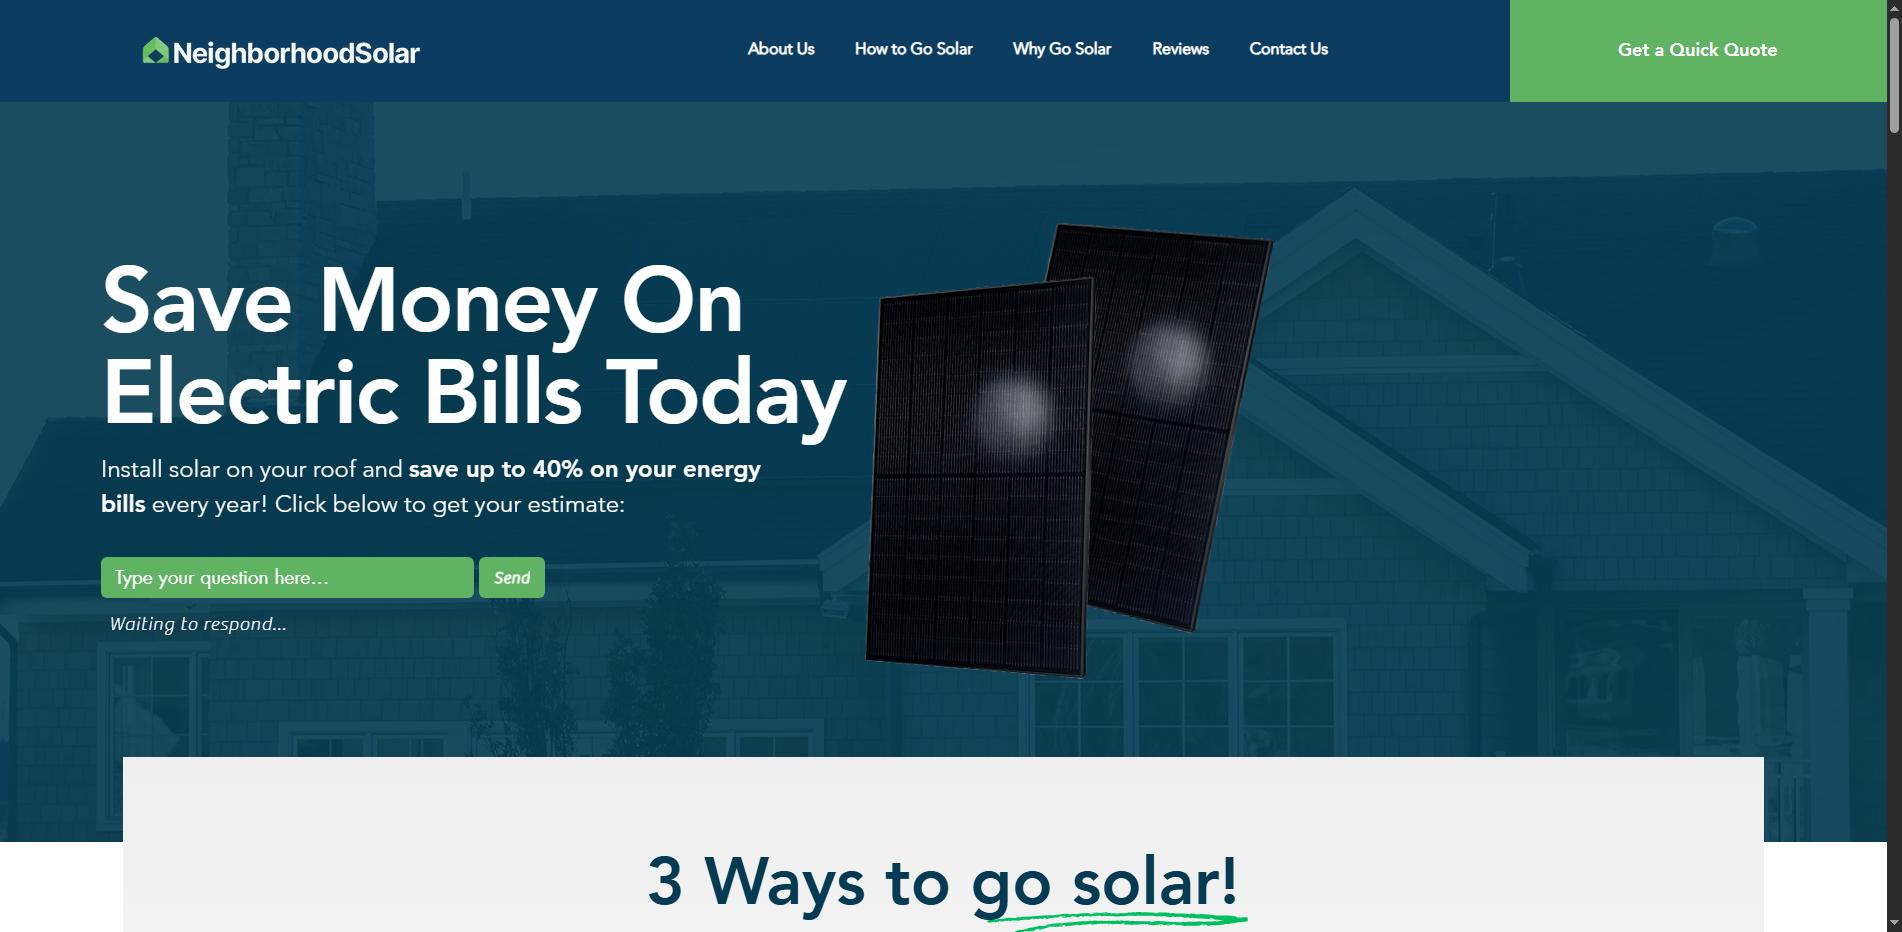 NeighborhoodSolar
About Us
How to Go Solar
Why Go Solar
Reviews
Contact Us
Get a Quick Quote
Save Money On
Electric Bills Today
Install solar on your roof and save up to 40% on your energy
bills every year! Click below to get your estimate:
Type your question here...
Send
Waiting to respond...
3 Ways to go solar!